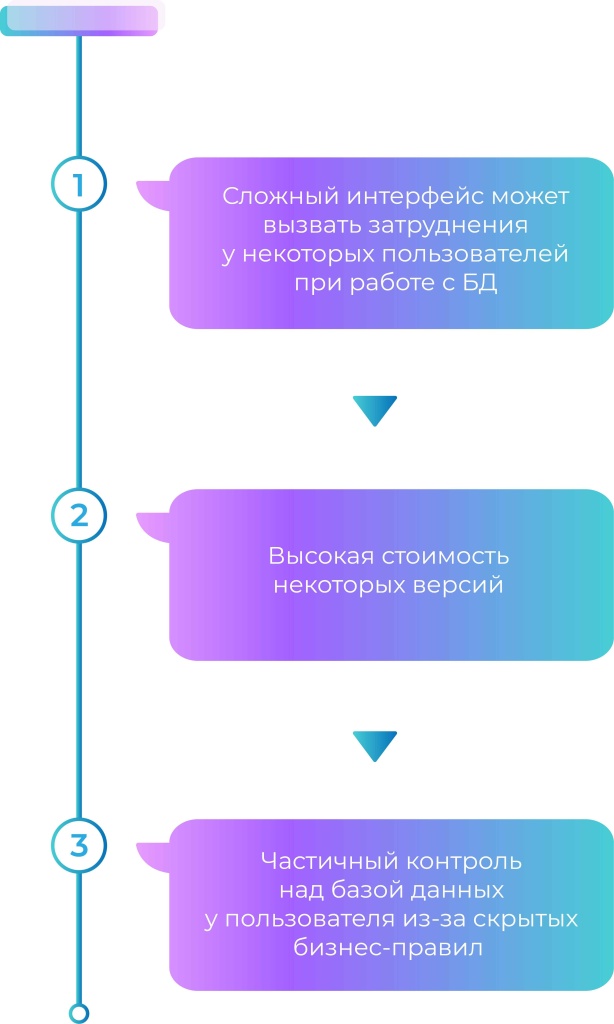 1
Сложный интерфейс может
вызвать затруднения
у некоторых пользователей
при работе с БД
2
Высокая стоимость
некоторых версий
3
Частичный контроль
над базой данных
у пользователя из-за скрытых
бизнес-правил